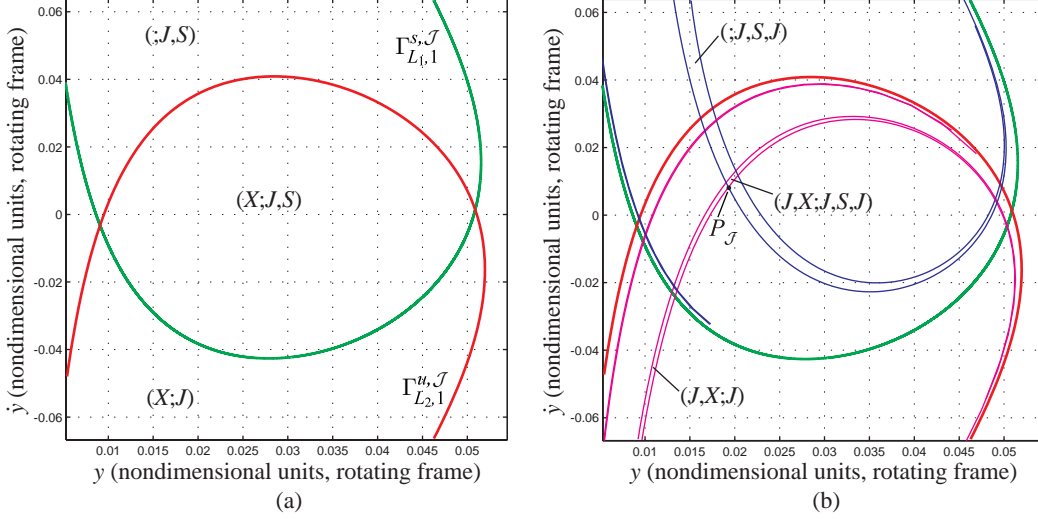 0.06
0.04
0.02
0
-0.02
-0.04
-0.06
ẏ (nondimensional units, rotating frame)
(;J,S)
Γ^{s,𝒥}_{L₁,1}
(X;J,S)
(X;J)
Γ^{u,𝒥}_{L₂,1}
0.01 0.015 0.02 0.025 0.03 0.035 0.04 0.045 0.05
y (nondimensional units, rotating frame)
(a)
0.06
0.04
0.02
0
-0.02
-0.04
-0.06
ẏ (nondimensional units, rotating frame)
(;J,S,J)
(J,X;J,S,J)
P_𝒥
(J,X;J)
0.01 0.015 0.02 0.025 0.03 0.035 0.04 0.045 0.05
y (nondimensional units, rotating frame)
(b)